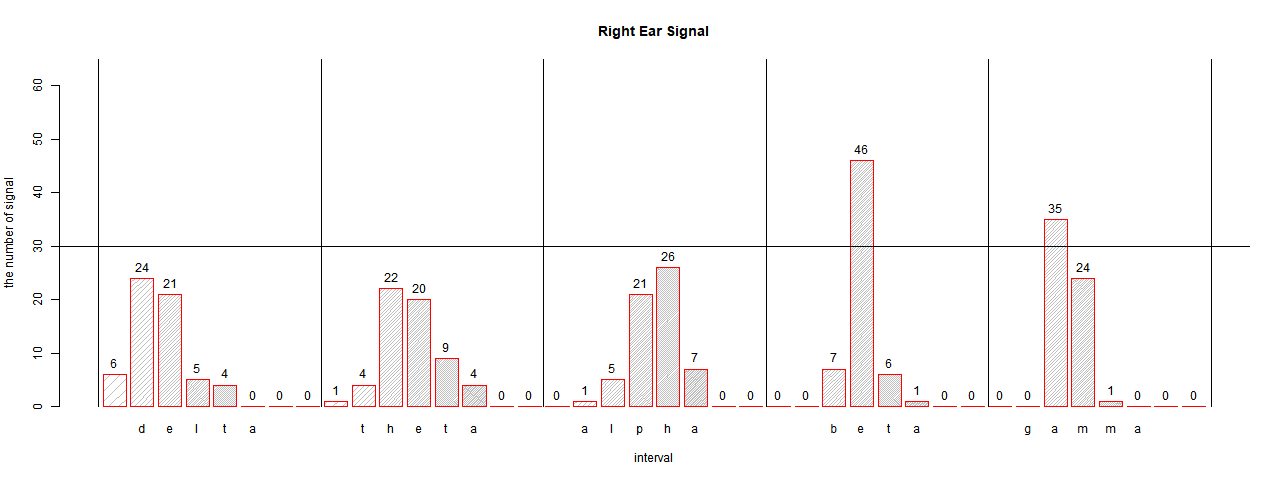 Right Ear Signal
the number of signal
60
50
40
30
20
10
0
6 24 21 5 4 0 0 0 1 4 22 20 9 4 0 0 0 1 5 21 26 7 0 0 0 0 7 46 6 1 0 0 0 0 35 24 1 0 0 0
d e l t a t h e t a a l p h a b e t a g a m m a
interval